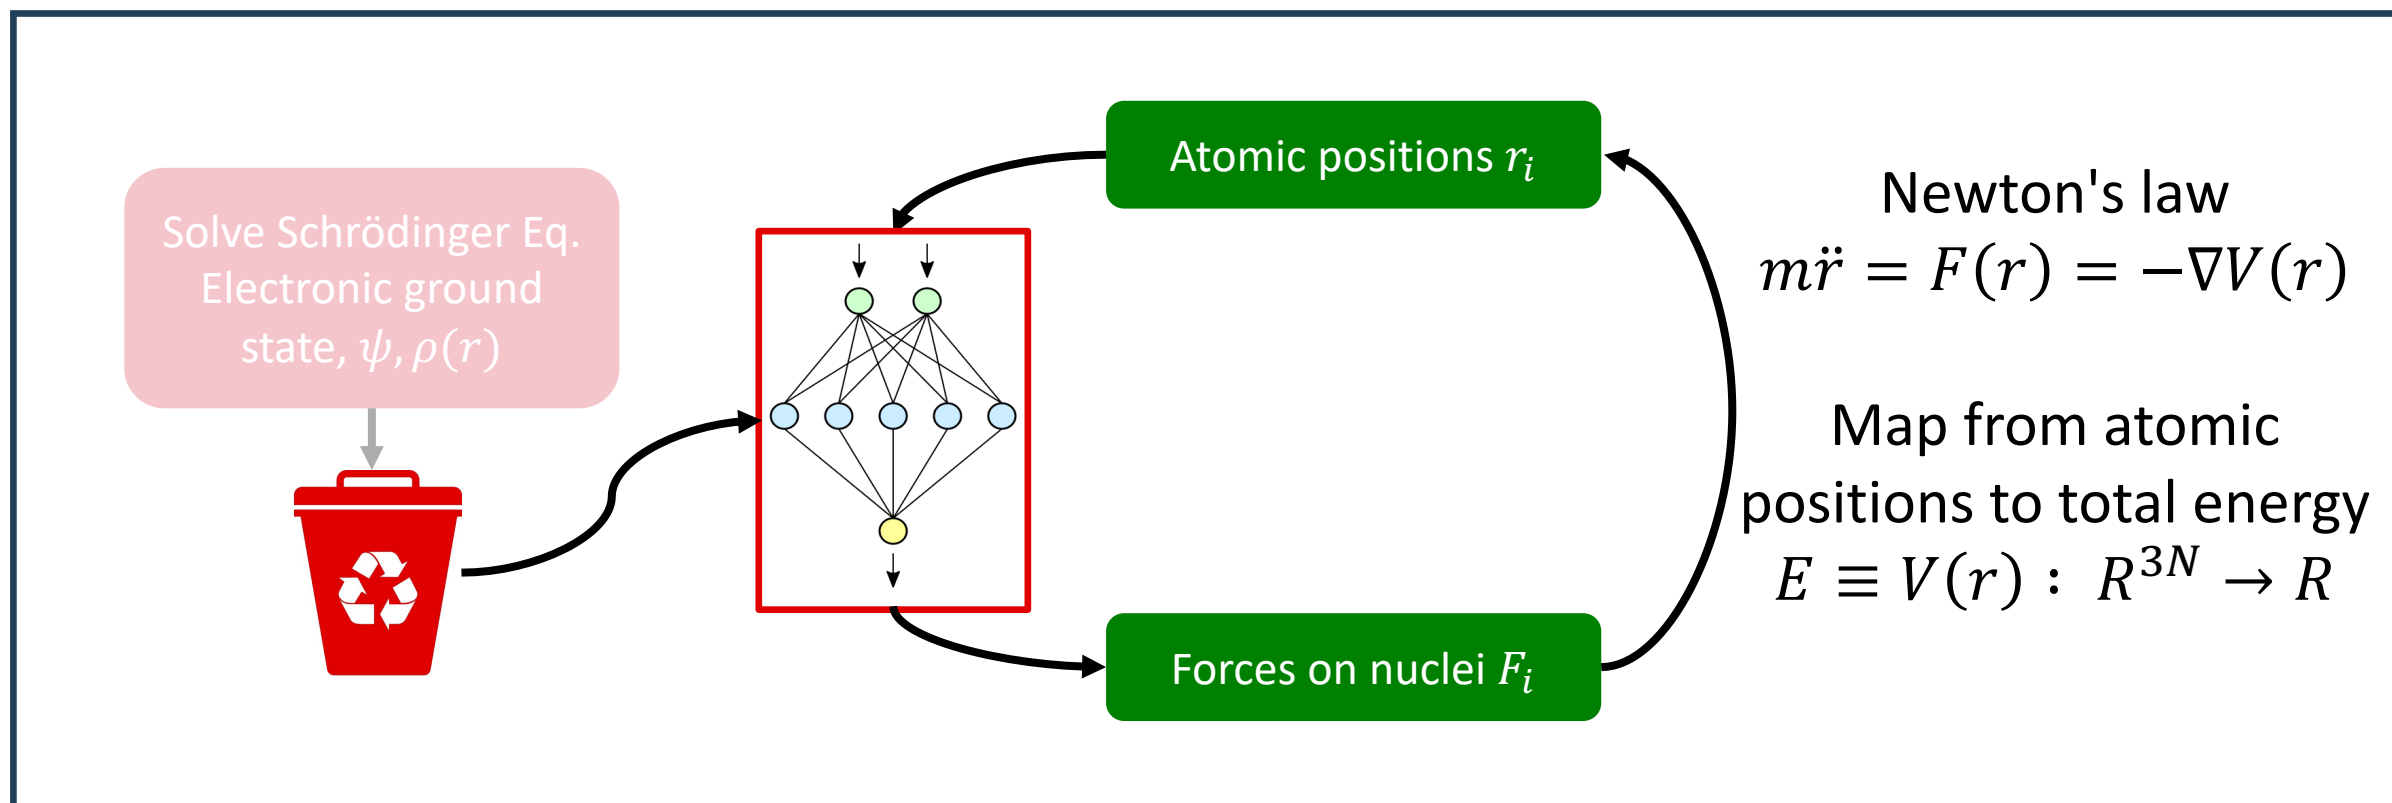 Solve Schrödinger Eq.
Electronic ground
state, 𝜓, 𝜌(𝑟)
Atomic positions 𝑟ᵢ
Forces on nuclei 𝐹ᵢ
Newton's law
𝑚𝑟̈ = 𝐹(𝑟) = −∇𝑉(𝑟)
Map from atomic
positions to total energy
𝐸 ≡ 𝑉(𝑟) : 𝑅³ᴺ → 𝑅